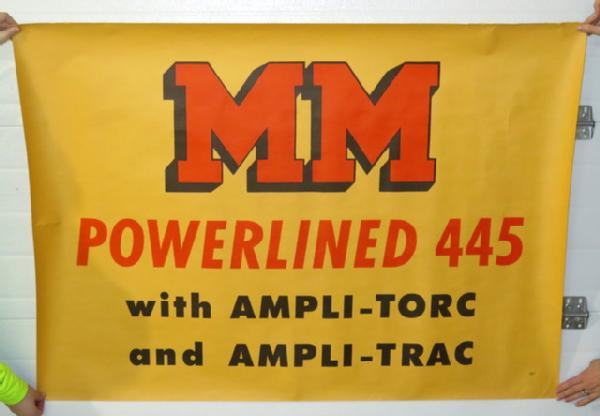 MM
POWERLINED 445
with AMPLI-TORC
and AMPLI-TRAC